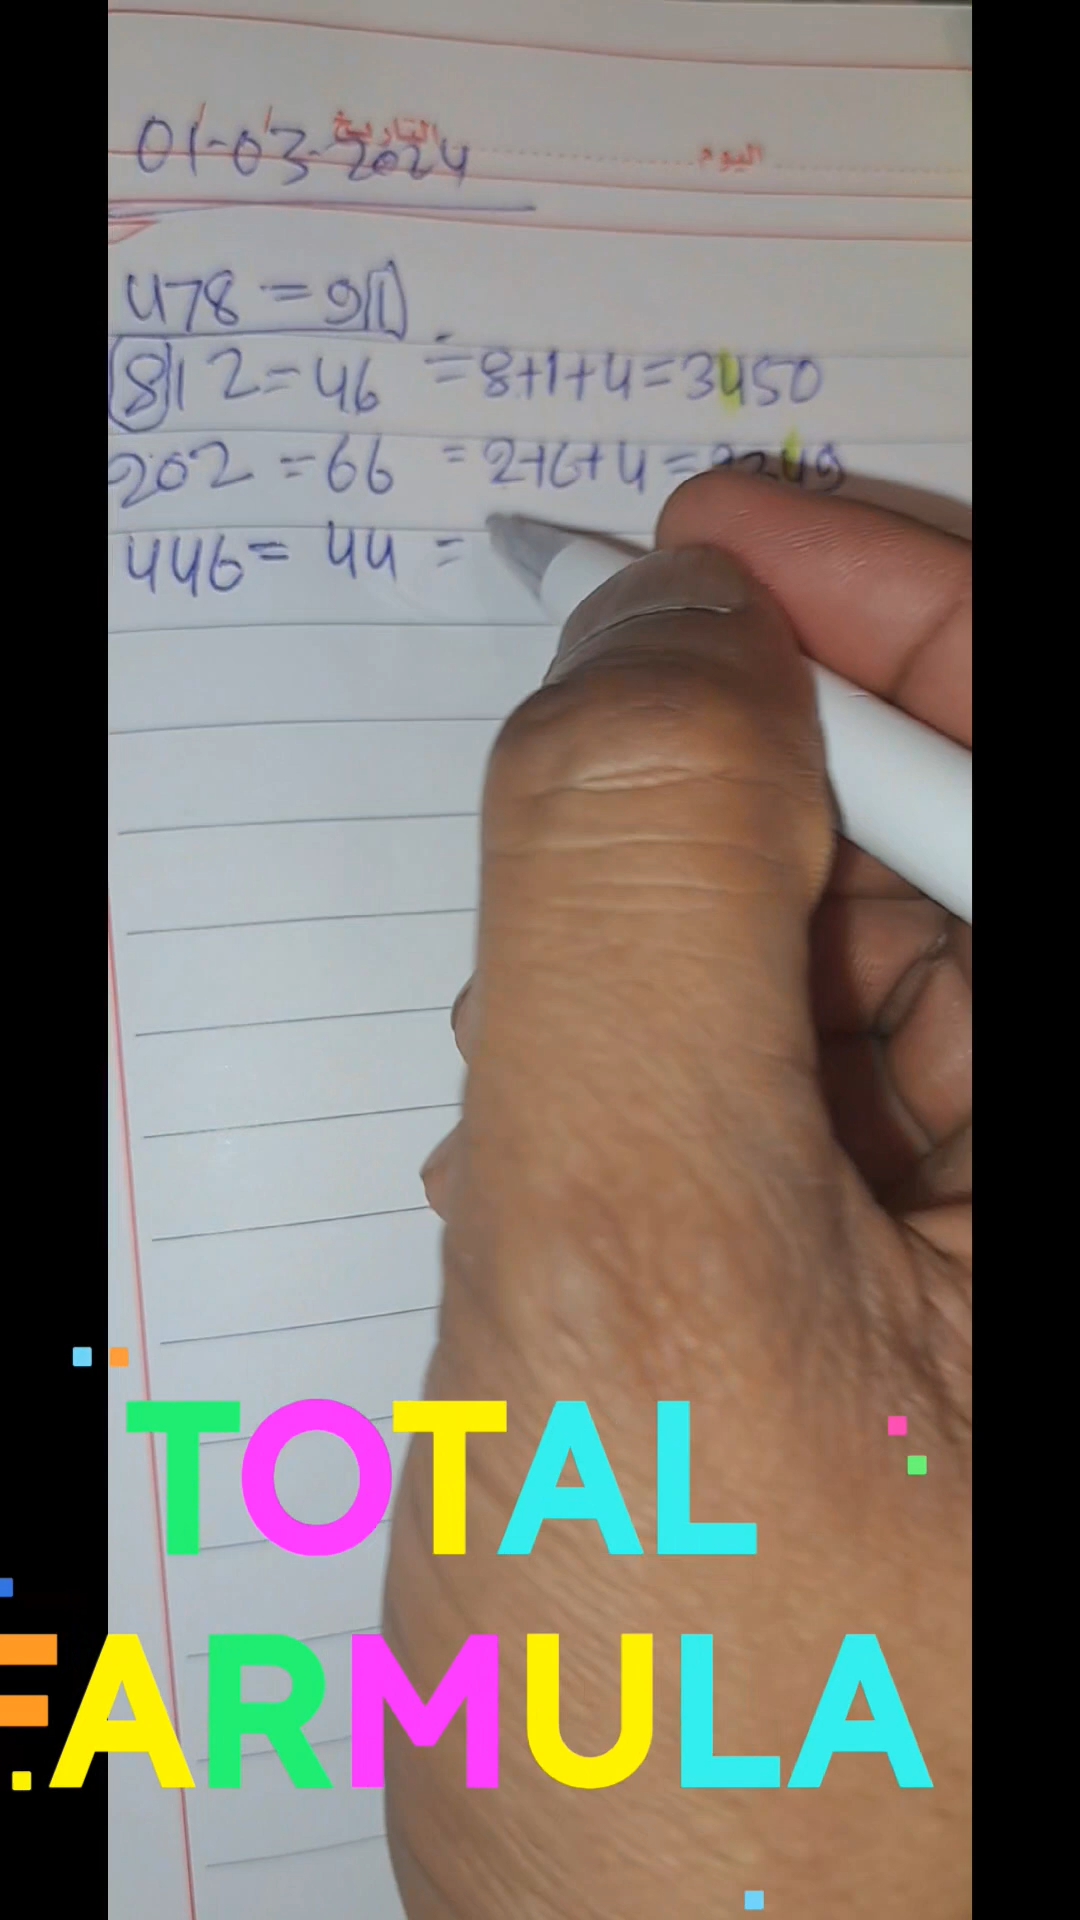 التاريخ اليوم
01-03-2024
478 = 911
812 = 46 = 8+1+4 = 3450
202 = 66 = 2+6+4 =
446 = 44 =
TOTAL
FARMULA